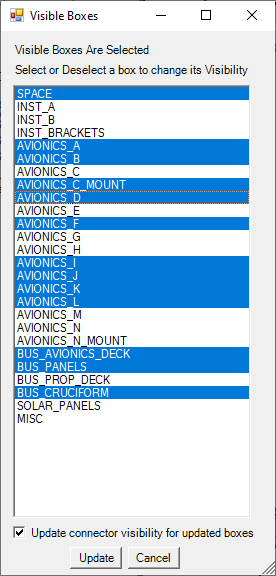 Visible Boxes
Visible Boxes Are Selected
Select or Deselect a box to change its Visibility
SPACE
INST_A
INST_B
INST_BRACKETS
AVIONICS_A
AVIONICS_B
AVIONICS_C
AVIONICS_C_MOUNT
AVIONICS_D
AVIONICS_E
AVIONICS_F
AVIONICS_G
AVIONICS_H
AVIONICS_I
AVIONICS_J
AVIONICS_K
AVIONICS_L
AVIONICS_M
AVIONICS_N
AVIONICS_N_MOUNT
BUS_AVIONICS_DECK
BUS_PANELS
BUS_PROP_DECK
BUS_CRUCIFORM
SOLAR_PANELS
MISC
Update connector visibility for updated boxes
Update Cancel